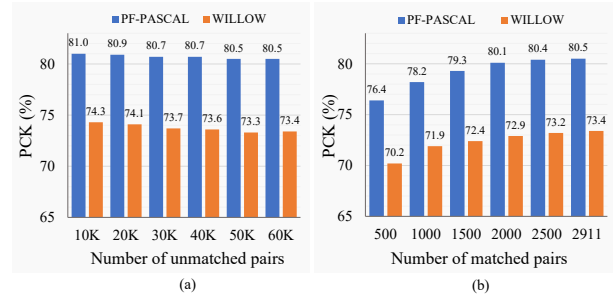 PF-PASCAL WILLOW
81.0 80.9 80.7 80.7 80.5 80.5
74.3 74.1 73.7 73.6 73.3 73.4
PCK (%)
80
75
70
65
10K 20K 30K 40K 50K 60K
Number of unmatched pairs
(a)
PF-PASCAL WILLOW
76.4 78.2 79.3 80.1 80.4 80.5
70.2 71.9 72.4 72.9 73.2 73.4
PCK (%)
80
75
70
65
500 1000 1500 2000 2500 2911
Number of matched pairs
(b)